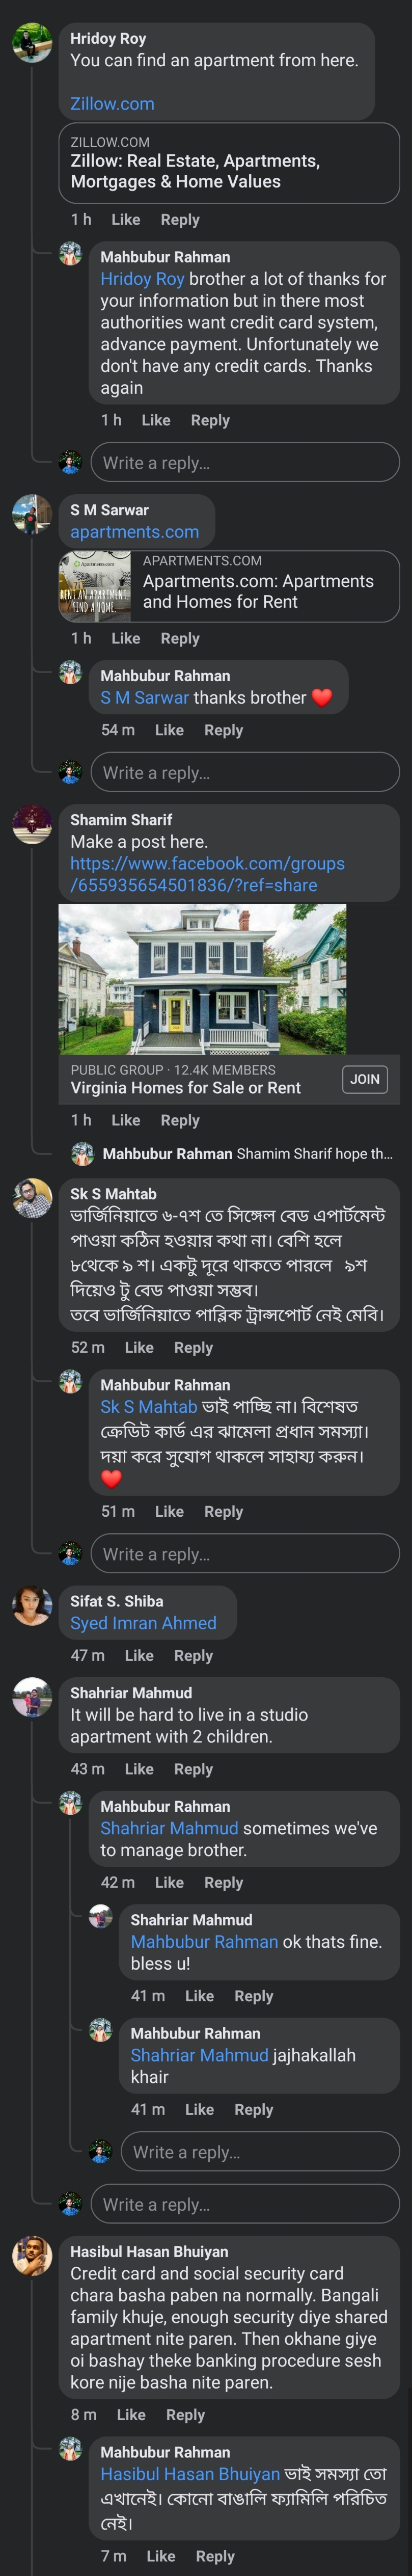 Hridoy Roy
You can find an apartment from here.
Zillow.com
ZILLOW.COM
Zillow: Real Estate, Apartments,
Mortgages & Home Values
1 h Like Reply
Mahbubur Rahman
Hridoy Roy brother a lot of thanks for
your information but in there most
authorities want credit card system,
advance payment. Unfortunately we
don't have any credit cards. Thanks
again
1 h Like Reply
Write a reply...
S M Sarwar
apartments.com
Apartments.com
RENT AN APARTMENT
FIND A HOME.
APARTMENTS.COM
Apartments.com: Apartments
and Homes for Rent
1 h Like Reply
Mahbubur Rahman
S M Sarwar thanks brother ❤️
54 m Like Reply
Write a reply...
Shamim Sharif
Make a post here.
https://www.facebook.com/groups
/655935654501836/?ref=share
PUBLIC GROUP · 12.4K MEMBERS
Virginia Homes for Sale or Rent
JOIN
1 h Like Reply
Mahbubur Rahman Shamim Sharif hope th...
Sk S Mahtab
ভার্জিনিয়াতে ৬-৭শ তে সিঙ্গেল বেড এপার্টমেন্ট
পাওয়া কঠিন হওয়ার কথা না। বেশি হলে
৮থেকে ৯ শ। একটু দূরে থাকতে পারলে ৯শ
দিয়েও টু বেড পাওয়া সম্ভব।
তবে ভার্জিনিয়াতে পাব্লিক ট্রান্সপোর্ট নেই মেবি।
52 m Like Reply
Mahbubur Rahman
Sk S Mahtab ভাই পাচ্ছি না। বিশেষত
ক্রেডিট কার্ড এর ঝামেলা প্রধান সমস্যা।
দয়া করে সুযোগ থাকলে সাহায্য করুন।
❤️
51 m Like Reply
Write a reply...
Sifat S. Shiba
Syed Imran Ahmed
47 m Like Reply
Shahriar Mahmud
It will be hard to live in a studio
apartment with 2 children.
43 m Like Reply
Mahbubur Rahman
Shahriar Mahmud sometimes we've
to manage brother.
42 m Like Reply
Shahriar Mahmud
Mahbubur Rahman ok thats fine.
bless u!
41 m Like Reply
Mahbubur Rahman
Shahriar Mahmud jajhakallah
khair
41 m Like Reply
Write a reply...
Write a reply...
Hasibul Hasan Bhuiyan
Credit card and social security card
chara basha paben na normally. Bangali
family khuje, enough security diye shared
apartment nite paren. Then okhane giye
oi bashay theke banking procedure sesh
kore nije basha nite paren.
8 m Like Reply
Mahbubur Rahman
Hasibul Hasan Bhuiyan ভাই সমস্যা তো
এখানেই। কোনো বাঙালি ফ্যামিলি পরিচিত
নেই।
7 m Like Reply